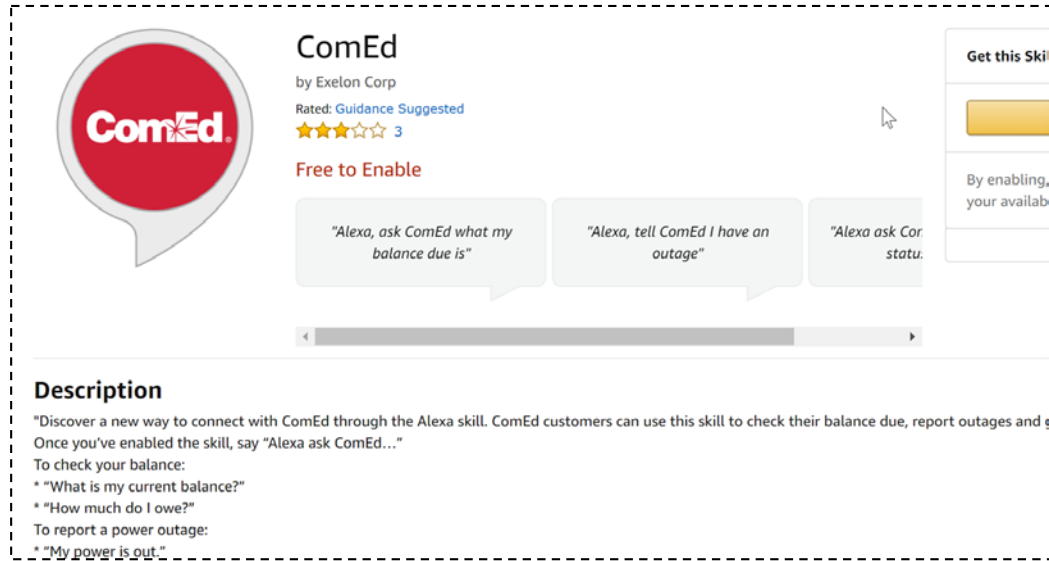 ComEd
by Exelon Corp
Rated: Guidance Suggested
3
Free to Enable
"Alexa, ask ComEd what my
balance due is"
"Alexa, tell ComEd I have an
outage"
"Alexa ask
Get this
By enabling,
your
ComEd.
Description
"Discover a new way to connect with ComEd through the Alexa skill. ComEd customers can use this skill to check their balance due, report outages and
Once you've enabled the skill, say “Alexa ask ComEd…”
To check your balance:
* “What is my current balance?”
* “How much do I owe?”
To report a power outage:
* “My power is out.”